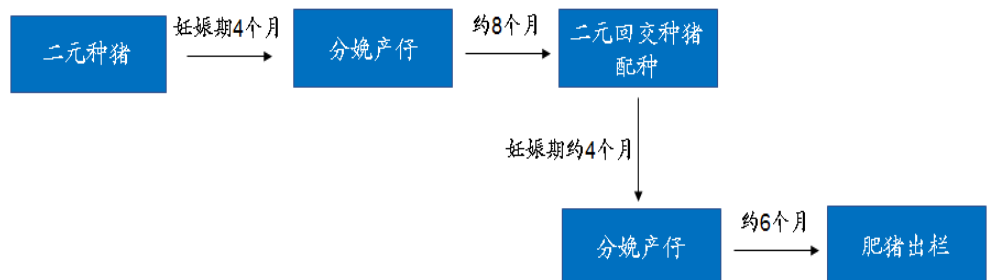 二元种猪
妊娠期4个月
分娩产仔
约8个月
二元回交种猪
配种
妊娠期约4个月
分娩产仔
约6个月
肥猪出栏